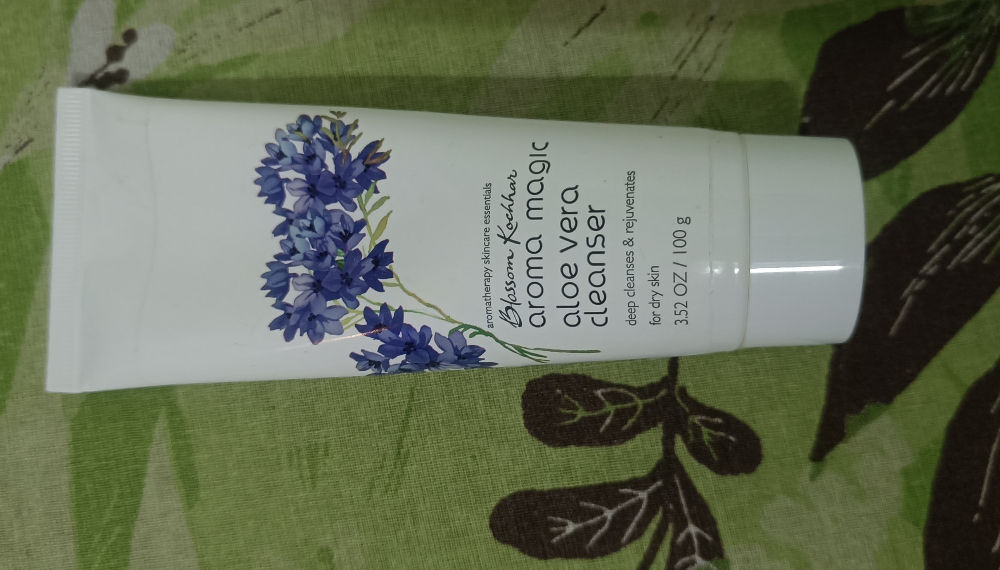 aromatherapy skincare essentials
Blossom Kochhar
aroma magic
aloe vera
cleanser
deep cleanses & rejuvenates
for dry skin
3.52 OZ / 100 g